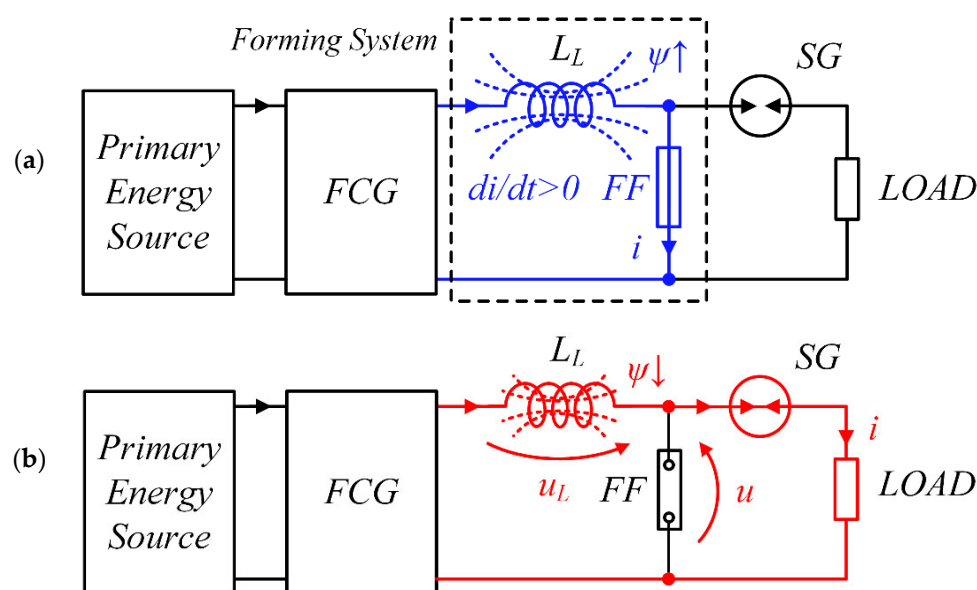 Forming System
L_L
ψ↑
SG
(a)
Primary
Energy
Source
FCG
di/dt>0
FF
i
LOAD
L_L
ψ↓
SG
(b)
Primary
Energy
Source
FCG
u_L
FF
u
i
LOAD